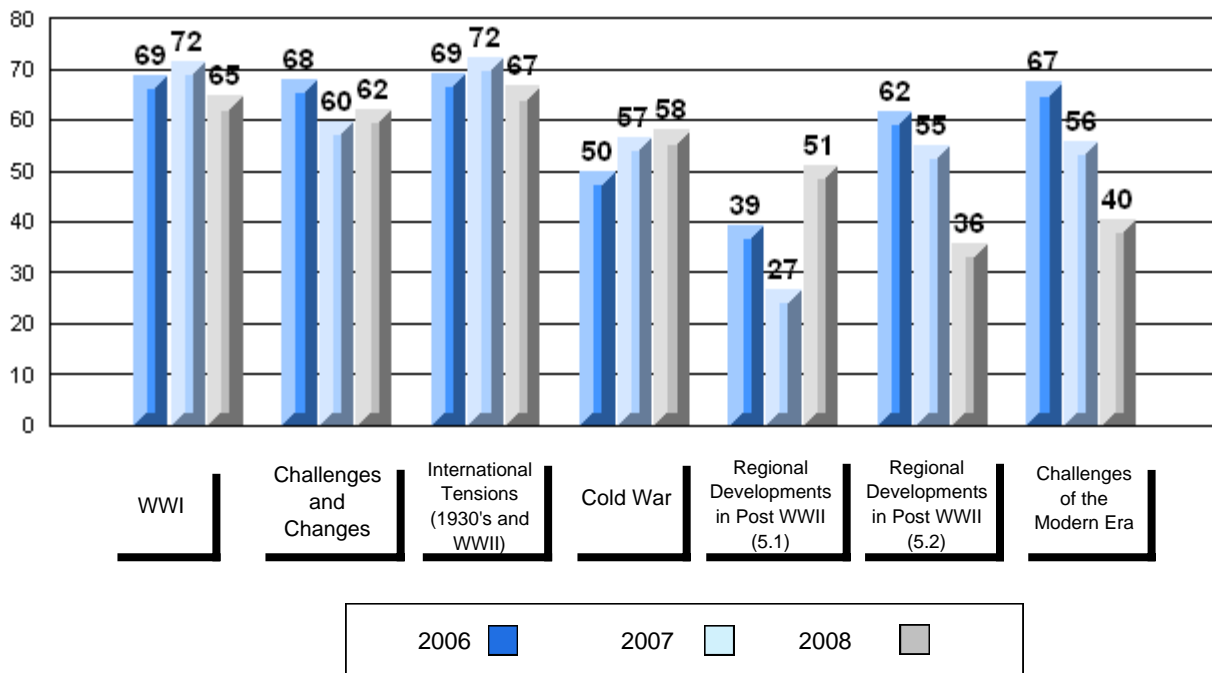 80
70
60
50
40
30
20
10
0
69
72
65
68
60
62
69
72
67
50
57
58
39
27
51
62
55
36
67
56
40
WWI
Challenges
and
Changes
International
Tensions
(1930's and
WWII)
Cold War
Regional
Developments
in Post WWII
(5.1)
Regional
Developments
in Post WWII
(5.2)
Challenges
of the
Modern Era
2006
2007
2008